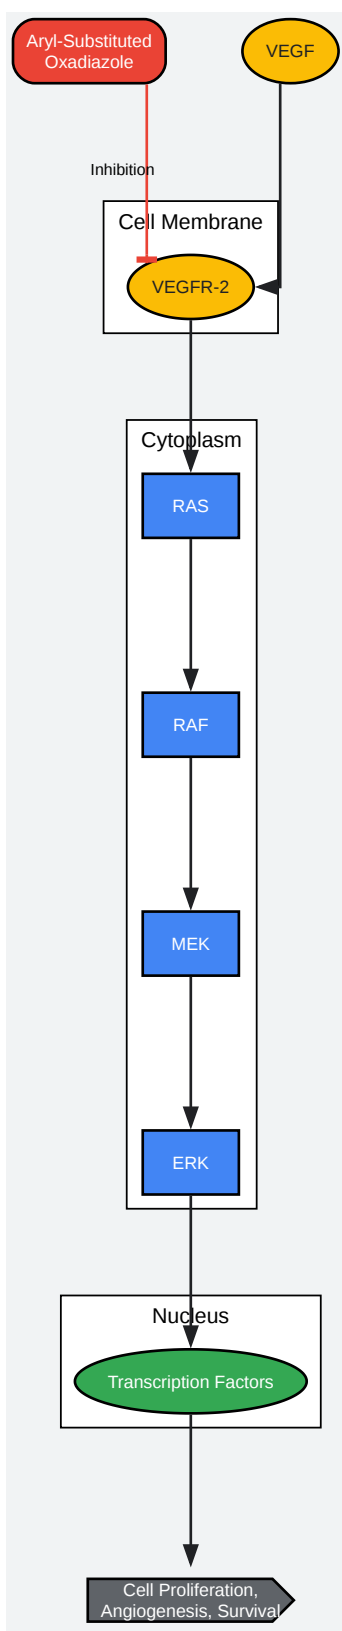 Aryl-Substituted
Oxadiazole
VEGF
Inhibition
Cell Membrane
VEGFR-2
Cytoplasm
RAS
RAF
MEK
ERK
Nucleus
Transcription Factors
Cell Proliferation,
Angiogenesis, Survival